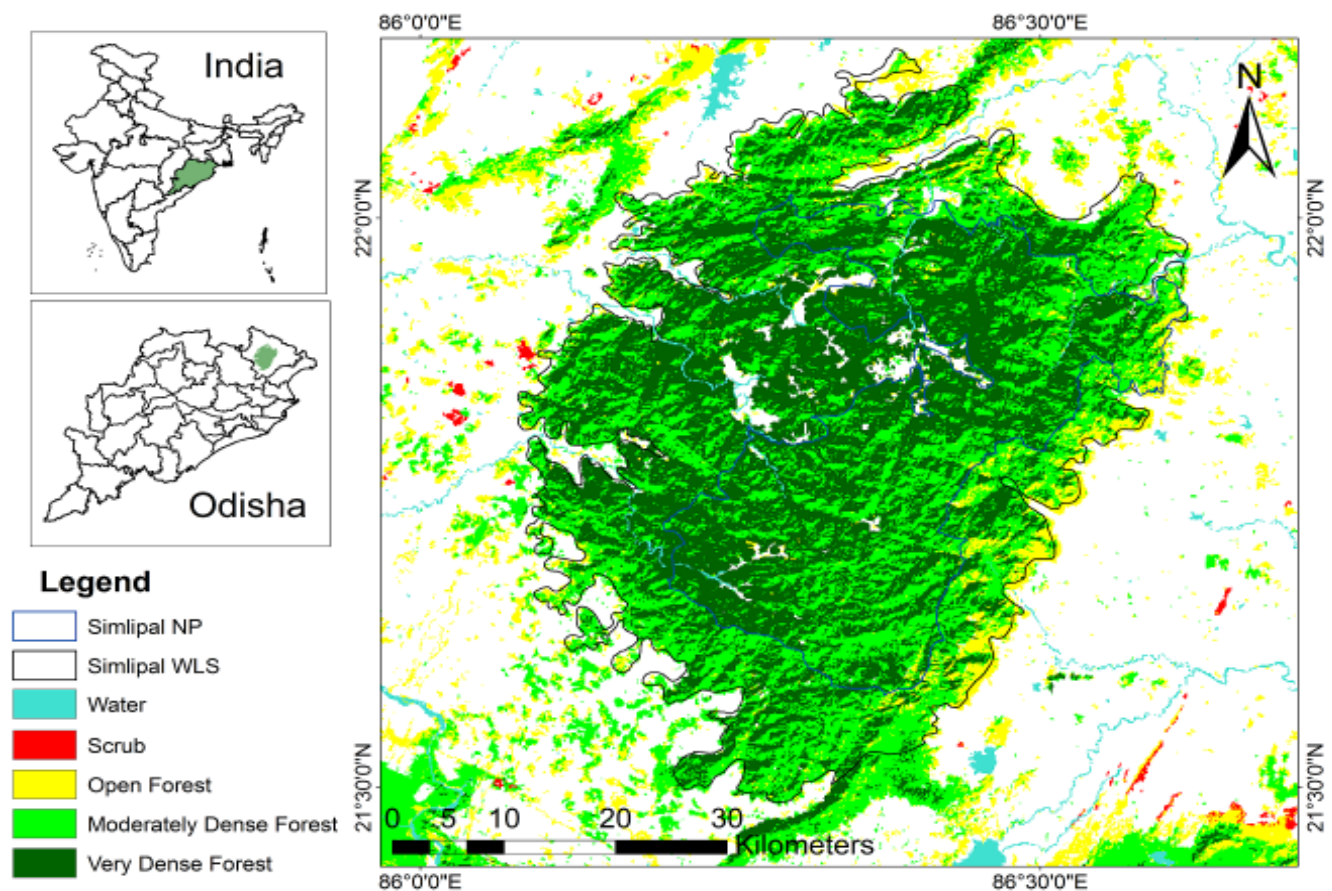 India
Odisha
Legend
Simlipal NP
Simlipal WLS
Water
Scrub
Open Forest
Moderately Dense Forest
Very Dense Forest
86°0'0"E
86°30'0"E
N
22°0'0"N
22°0'0"N
21°30'0"N
21°30'0"N
0 5 10 20 30
Kilometers
86°0'0"E
86°30'0"E